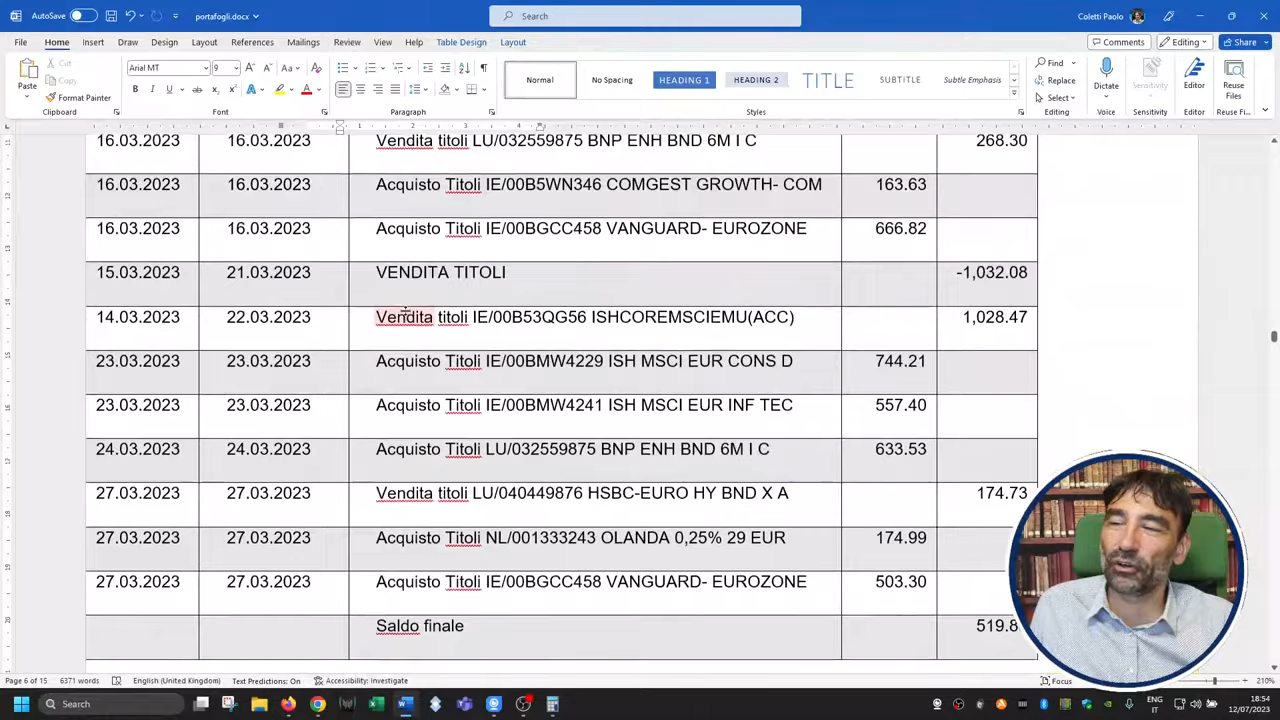 AutoSave
portafogli.docx
Search
Coletti Paolo
File Home Insert Draw Design Layout References Mailings Review View Help Table Design Layout
Comments Editing Share
Paste
Cut
Copy
Format Painter
Arial MT 9
Normal
No Spacing
HEADING 1
HEADING 2
TITLE
SUBTITLE
Subtle Emphasis
Find
Replace
Select
Dictate
Sensitivity
Editor
Reuse Files
Clipboard Font Paragraph Styles Editing Voice Sensitivity Editor Reuse Fi...
16.03.2023 16.03.2023 Vendita titoli LU/032559875 BNP ENH BND 6M I C 268.30
16.03.2023 16.03.2023 Acquisto Titoli IE/00B5WN346 COMGEST GROWTH- COM 163.63
16.03.2023 16.03.2023 Acquisto Titoli IE/00BGCC458 VANGUARD- EUROZONE 666.82
15.03.2023 21.03.2023 VENDITA TITOLI -1,032.08
14.03.2023 22.03.2023 Vendita titoli IE/00B53QG56 ISHCOREMSCIEMU(ACC) 1,028.47
23.03.2023 23.03.2023 Acquisto Titoli IE/00BMW4229 ISH MSCI EUR CONS D 744.21
23.03.2023 23.03.2023 Acquisto Titoli IE/00BMW4241 ISH MSCI EUR INF TEC 557.40
24.03.2023 24.03.2023 Acquisto Titoli LU/032559875 BNP ENH BND 6M I C 633.53
27.03.2023 27.03.2023 Vendita titoli LU/040449876 HSBC-EURO HY BND X A 174.73
27.03.2023 27.03.2023 Acquisto Titoli NL/001333243 OLANDA 0,25% 29 EUR 174.99
27.03.2023 27.03.2023 Acquisto Titoli IE/00BGCC458 VANGUARD- EUROZONE 503.30
Saldo finale 519.8
Page 6 of 15 6371 words English (United Kingdom) Text Predictions: On Accessibility: Investigate Focus 210%
Search
ENG
IT
18:54
12/07/2023